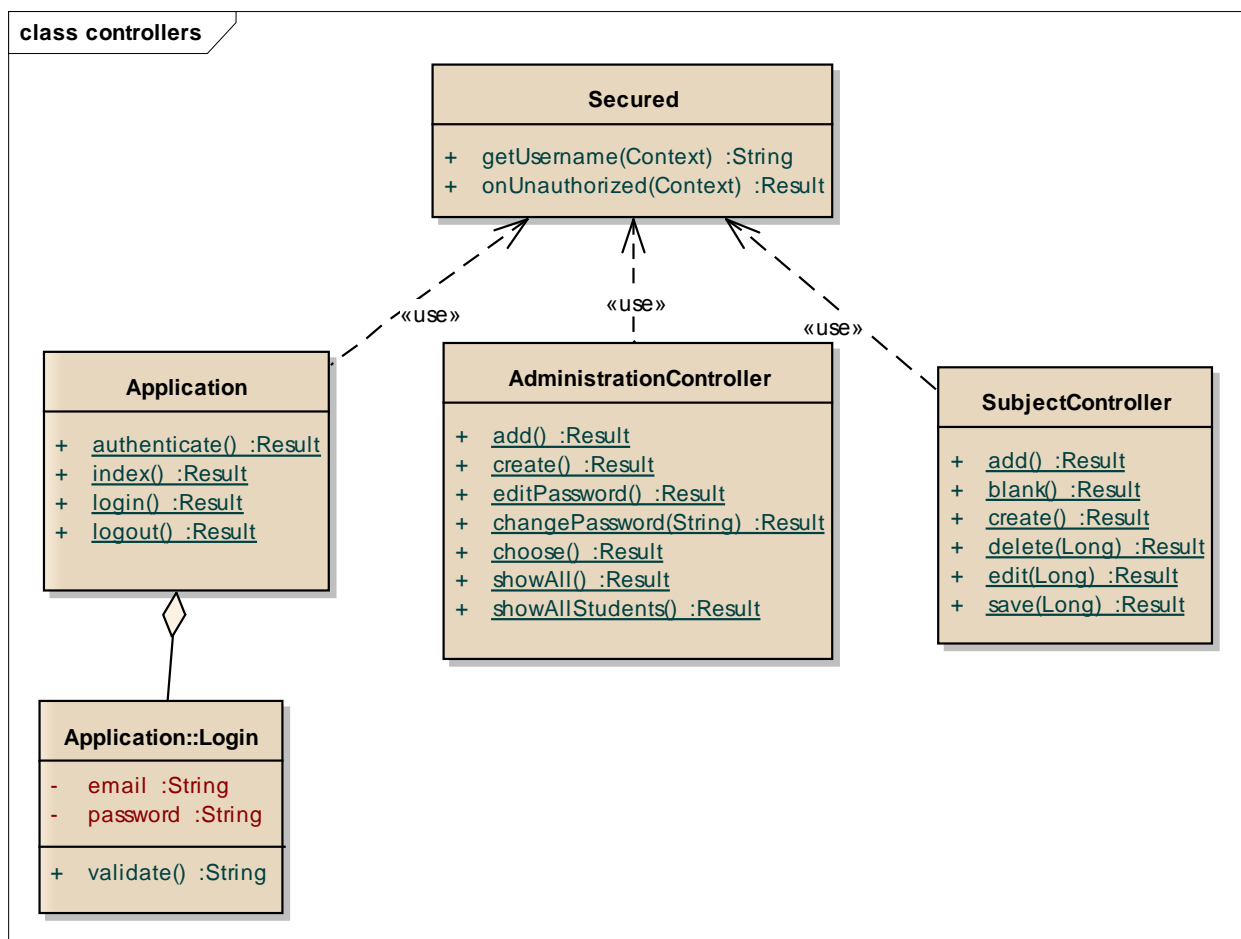 class controllers
Secured
+ getUsername(Context) :String
+ onUnauthorized(Context) :Result
«use»
«use»
«use»
Application
+ authenticate() :Result
+ index() :Result
+ login() :Result
+ logout() :Result
AdministrationController
+ add() :Result
+ create() :Result
+ editPassword() :Result
+ changePassword(String) :Result
+ choose() :Result
+ showAll() :Result
+ showAllStudents() :Result
SubjectController
+ add() :Result
+ blank() :Result
+ create() :Result
+ delete(Long) :Result
+ edit(Long) :Result
+ save(Long) :Result
Application::Login
- email :String
- password :String
+ validate() :String